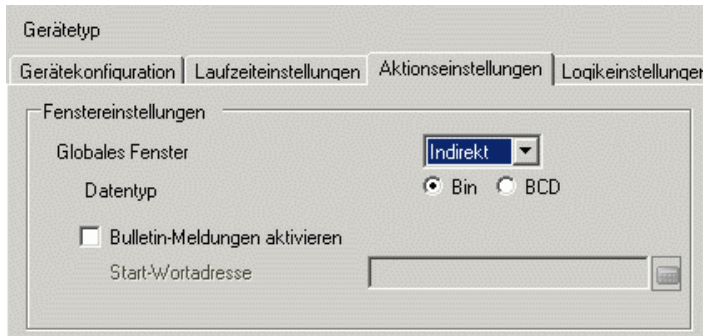 Gerätetyp
Gerätekonfiguration Laufzeiteinstellungen Aktionseinstellungen Logikeinstellungen
Fenstereinstellungen
Globales Fenster Indirekt
Datentyp Bin BCD
Bulletin-Meldungen aktivieren
Start-Wortadresse